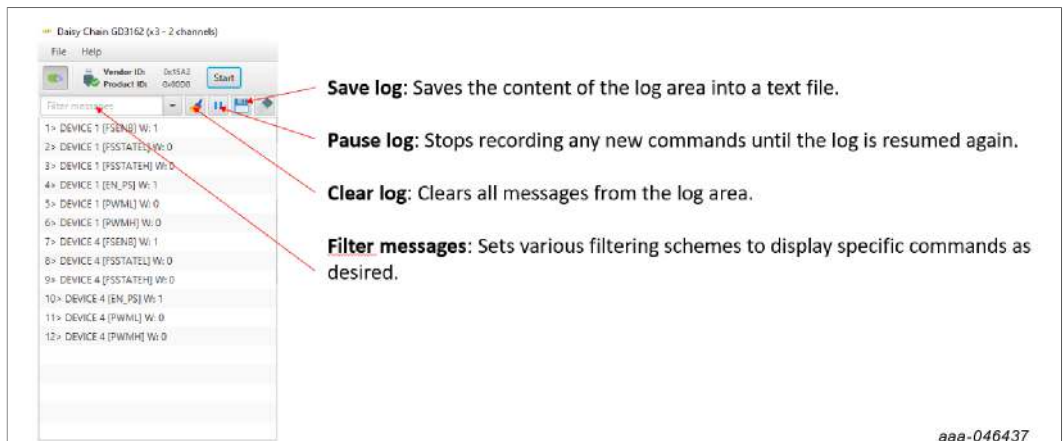 Daisy Chain GD3162 (x3 - 2 channels)
File Help
Vendor ID: 0x15A2
Product ID: 0x00D8
Start
Filter messages
1> DEVICE 1 [FSENB] W: 1
2> DEVICE 1 [FSSTATEL] W: 0
3> DEVICE 1 [FSSTATEH] W: 0
4> DEVICE 1 [EN_PS] W: 1
5> DEVICE 1 [PWML] W: 0
6> DEVICE 1 [PWMH] W: 0
7> DEVICE 4 [FSENB] W: 1
8> DEVICE 4 [FSSTATEL] W: 0
9> DEVICE 4 [FSSTATEH] W: 0
10> DEVICE 4 [EN_PS] W: 1
11> DEVICE 4 [PWML] W: 0
12> DEVICE 4 [PWMH] W: 0
Save log: Saves the content of the log area into a text file.
Pause log: Stops recording any new commands until the log is resumed again.
Clear log: Clears all messages from the log area.
Filter messages: Sets various filtering schemes to display specific commands as
desired.
aaa-046437